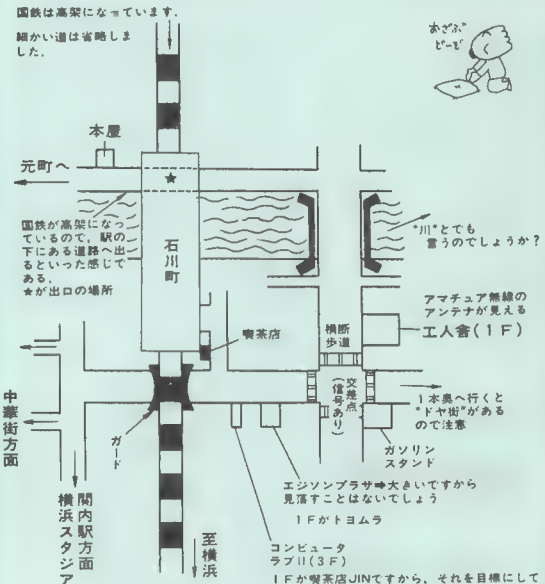 国鉄は高架になっています.
細かい道は省略しま
した.
おざぶ
どーぞ
本屋
元町へ
★
国鉄が高架になっ
ているので, 駅の
下にある道路へ出
るといった感じで
ある.
★が出口の場所
石川町
"川"とでも
言うのでしょうか?
アマチュア無線の
アンテナが見える
工人舎(1F)
喫茶店
横断
歩道
交差点
(信号あり)
1本奥へ行くと
"ドヤ街"がある
ので注意
ガソリン
スタンド
中華街方面
ガード
関内駅方面
横浜スタジア
至横浜
エジソンプラザ➡大きいですから
見落すことはないでしょう
1Fがトヨムラ
コンピュータ
ラブII(3F)
1Fが喫茶店JINですから, それを目標にして